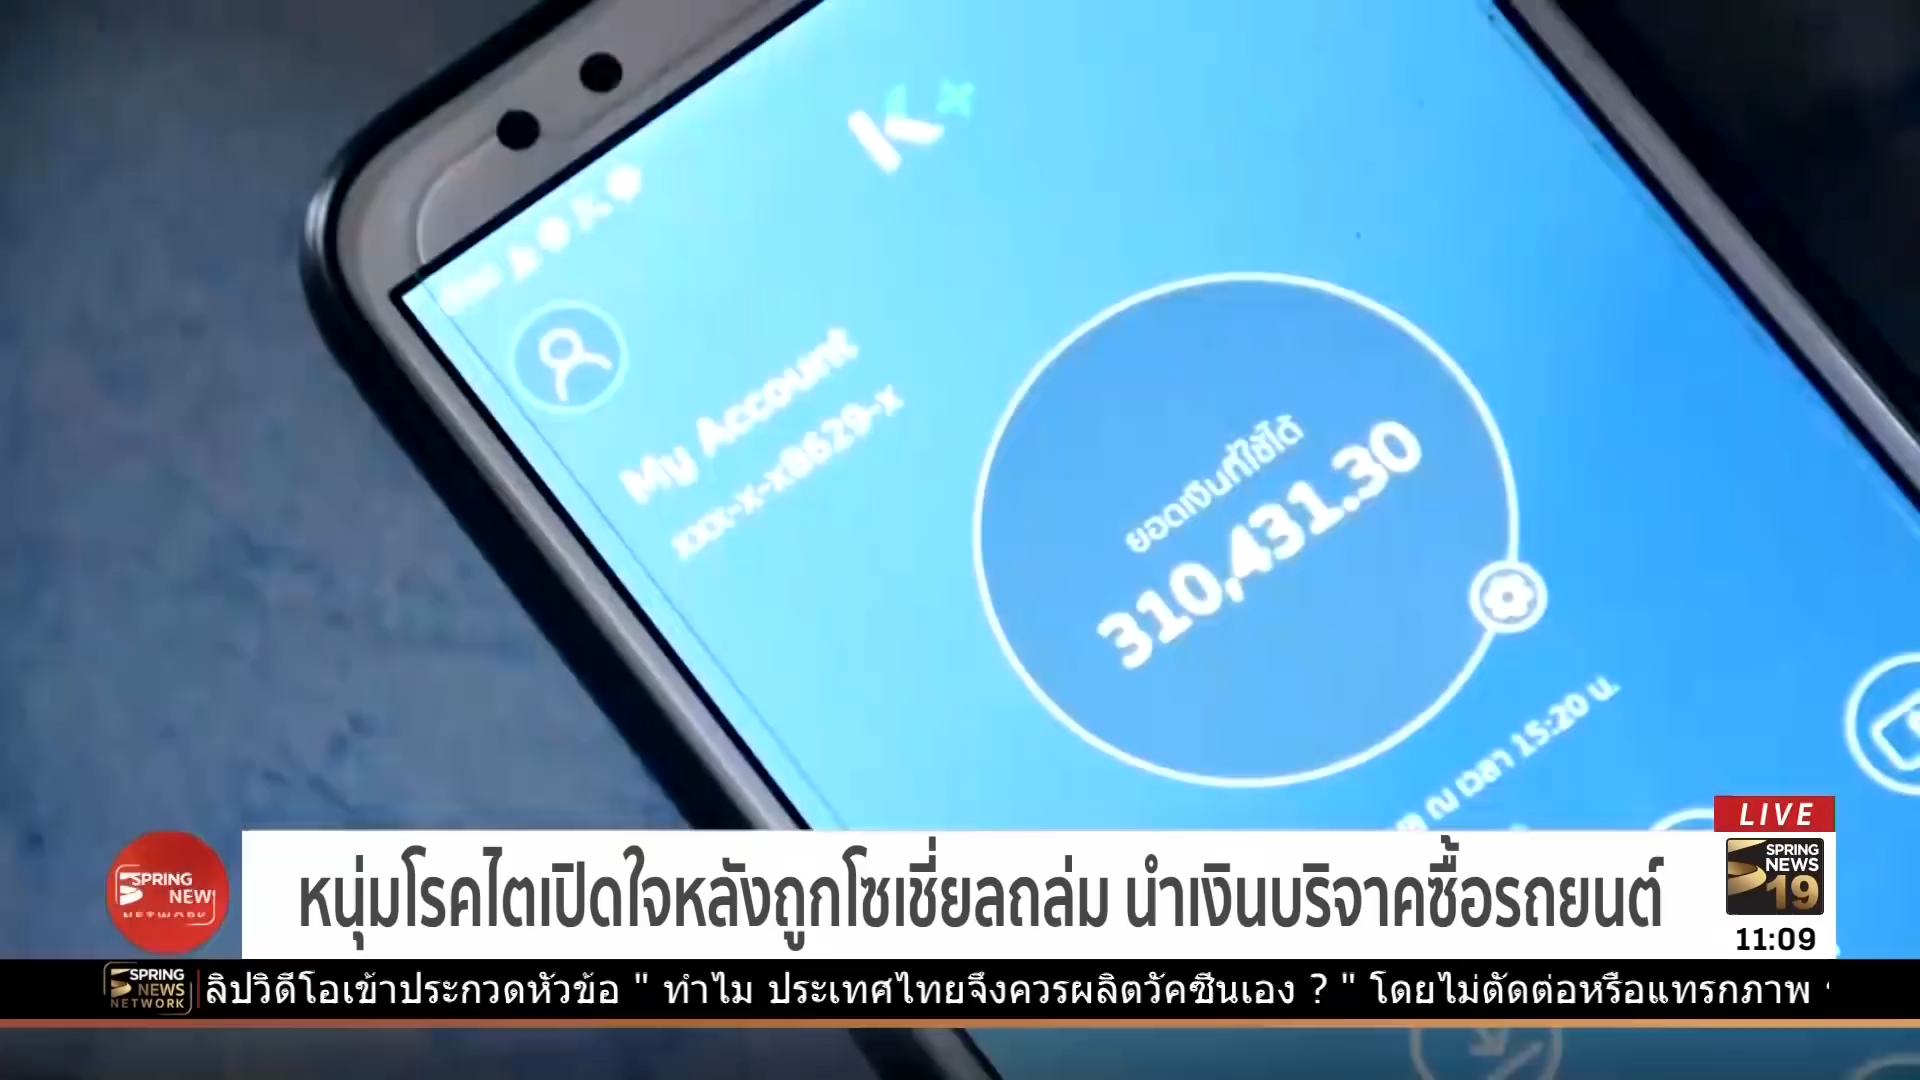 K+
My Account
xxx-x-x8629-x
ยอดเงินที่ใช้ได้
310,431.30
ณ เวลา 15:20 น.
LIVE
SPRING
NEWS
19
11:09
SPRING
NEW
NETWORK
หนุ่มโรคไตเปิดใจหลังถูกโซเชี่ยลถล่ม นำเงินบริจาคซื้อรถยนต์
SPRING
NEWS
NETWORK
ลิปวิดีโอเข้าประกวดหัวข้อ " ทำไม ประเทศไทยจึงควรผลิตวัคซีนเอง ? " โดยไม่ตัดต่อหรือแทรกภาพ